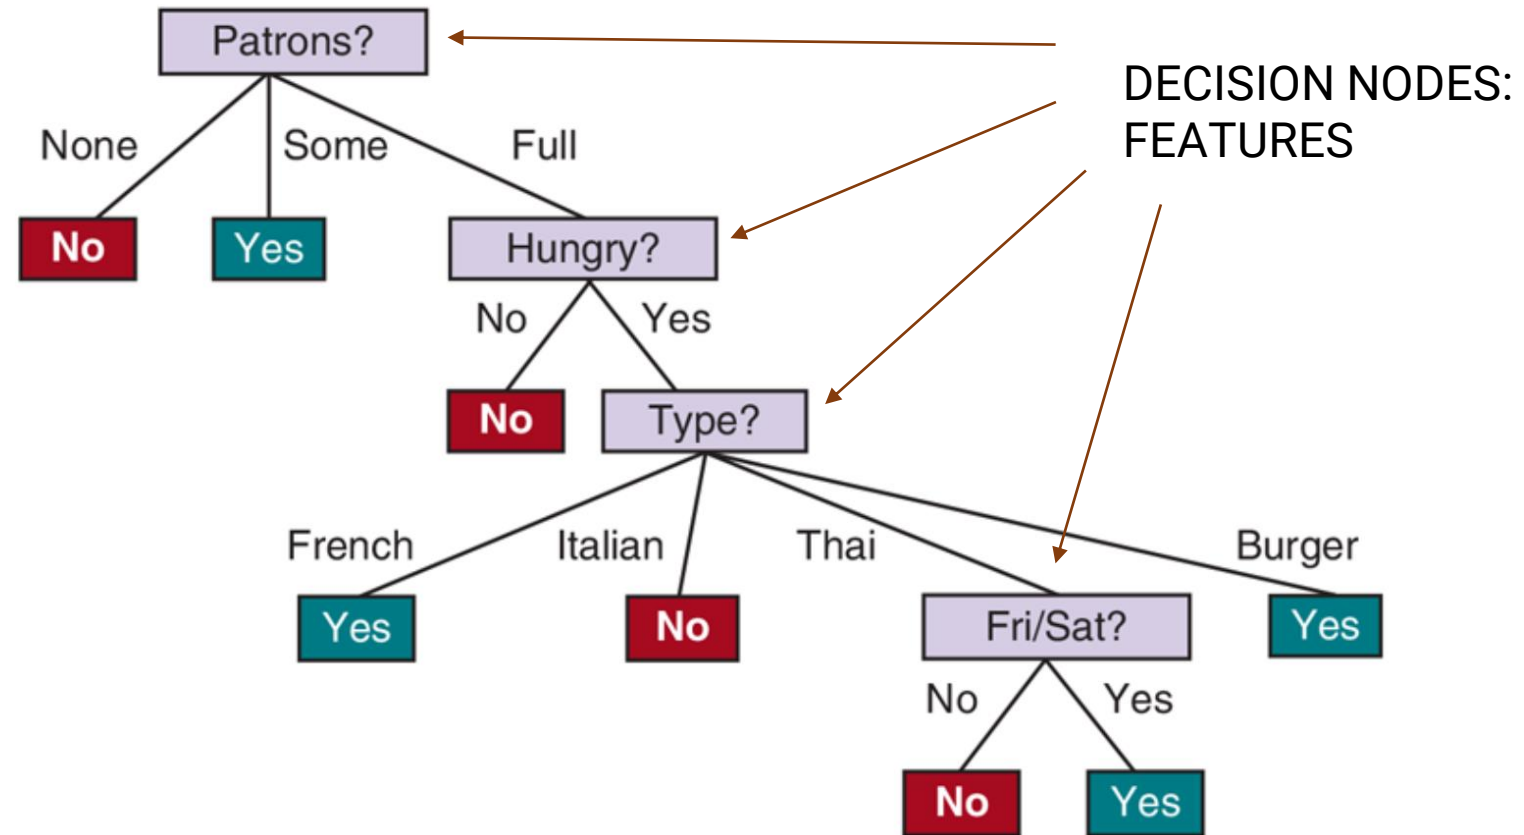 Patrons?
DECISION NODES:
FEATURES
None
Some
Full
No
Yes
Hungry?
No
Yes
No
Type?
French
Italian
Thai
Burger
Yes
No
Fri/Sat?
Yes
No
Yes
No
Yes